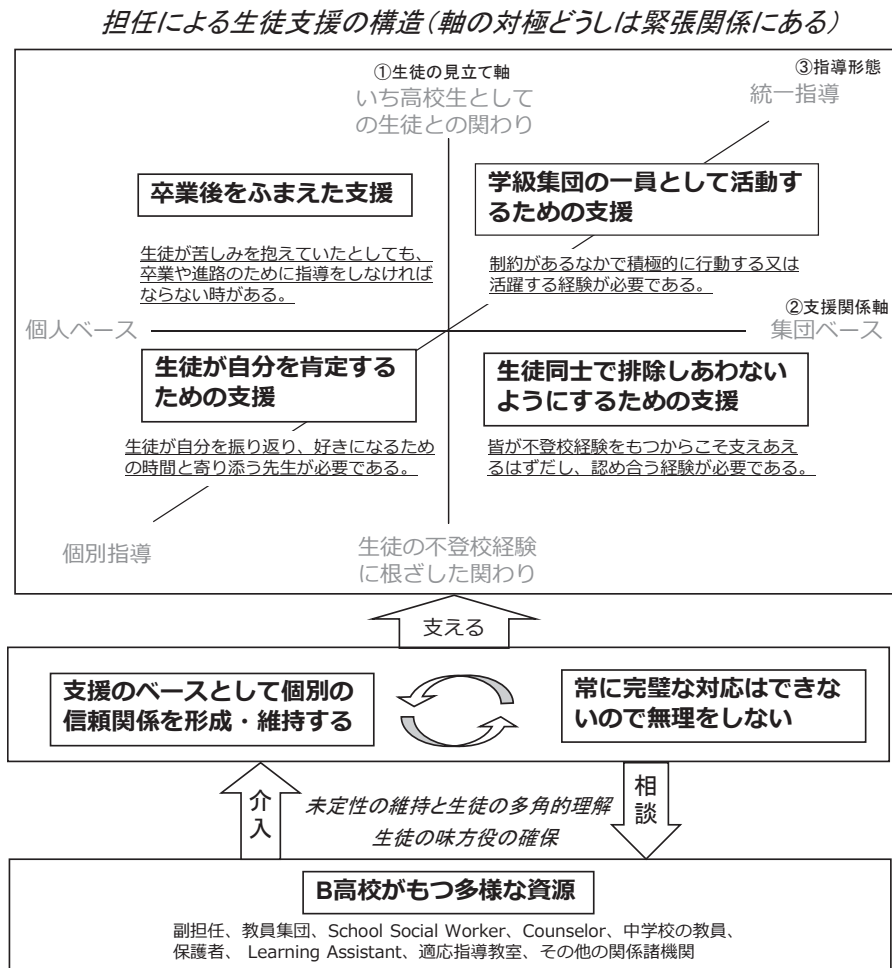 担任による生徒支援の構造（軸の対極どうしは緊張関係にある）
①生徒の見立て軸
いち高校生として
の生徒との関わり
③指導形態
統一指導
卒業後をふまえた支援
生徒が苦しみを抱えていたとしても、
卒業や進路のために指導をしなければ
ならない時がある。
学級集団の一員として活動す
るための支援
制約があるなかで積極的に行動する又は
活躍する経験が必要である。
個人ベース
②支援関係軸
集団ベース
生徒が自分を肯定する
ための支援
生徒が自分を振り返り、好きになるため
の時間と寄り添う先生が必要である。
生徒同士で排除しあわない
ようにするための支援
皆が不登校経験をもつからこそ支えあえ
るはずだし、認め合う経験が必要である。
個別指導
生徒の不登校経験
に根ざした関わり
支える
支援のベースとして個別の
信頼関係を形成・維持する
常に完璧な対応はできな
いので無理をしない
介入
未定性の維持と生徒の多角的理解
生徒の味方役の確保
相談
B高校がもつ多様な資源
副担任、教員集団、School Social Worker、Counselor、中学校の教員、
保護者、 Learning Assistant、適応指導教室、その他の関係諸機関